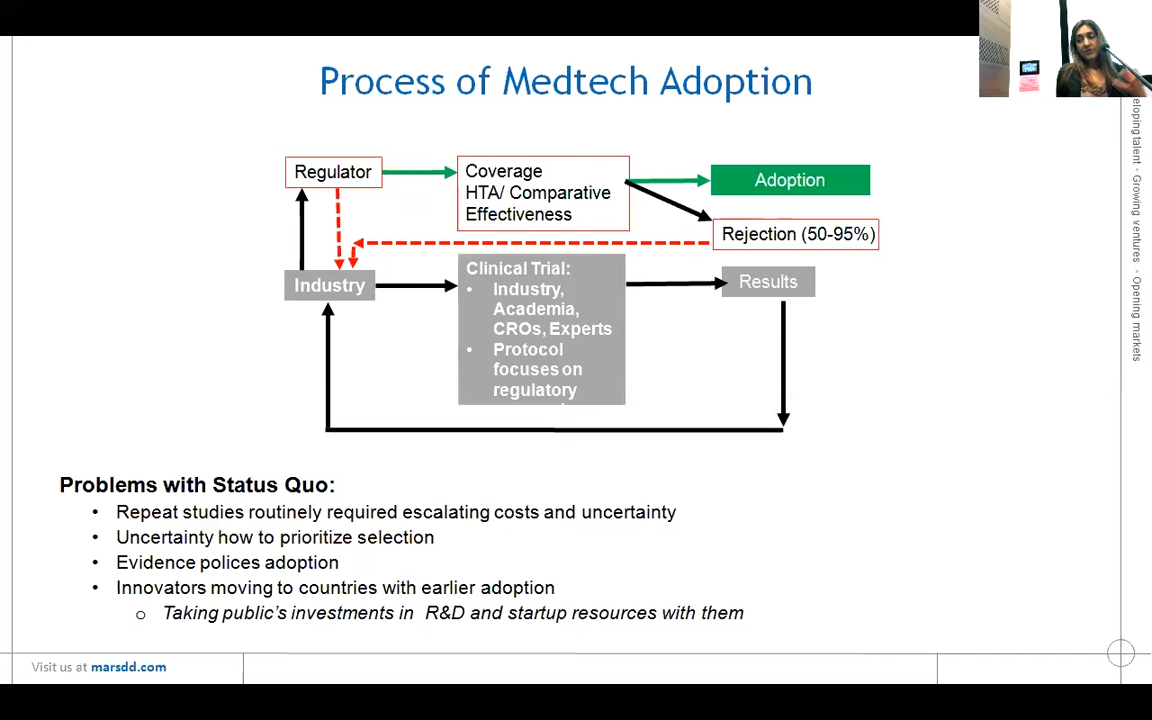 Process of Medtech Adoption
Regulator
Coverage
HTA/ Comparative
Effectiveness
Adoption
Rejection (50-95%)
Industry
Clinical Trial:
• Industry,
Academia,
CROs, Experts
• Protocol
focuses on
regulatory
Results
Problems with Status Quo:
• Repeat studies routinely required escalating costs and uncertainty
• Uncertainty how to prioritize selection
• Evidence polices adoption
• Innovators moving to countries with earlier adoption
o Taking public's investments in R&D and startup resources with them
Visit us at marsdd.com
talent • Growing ventures • Opening markets